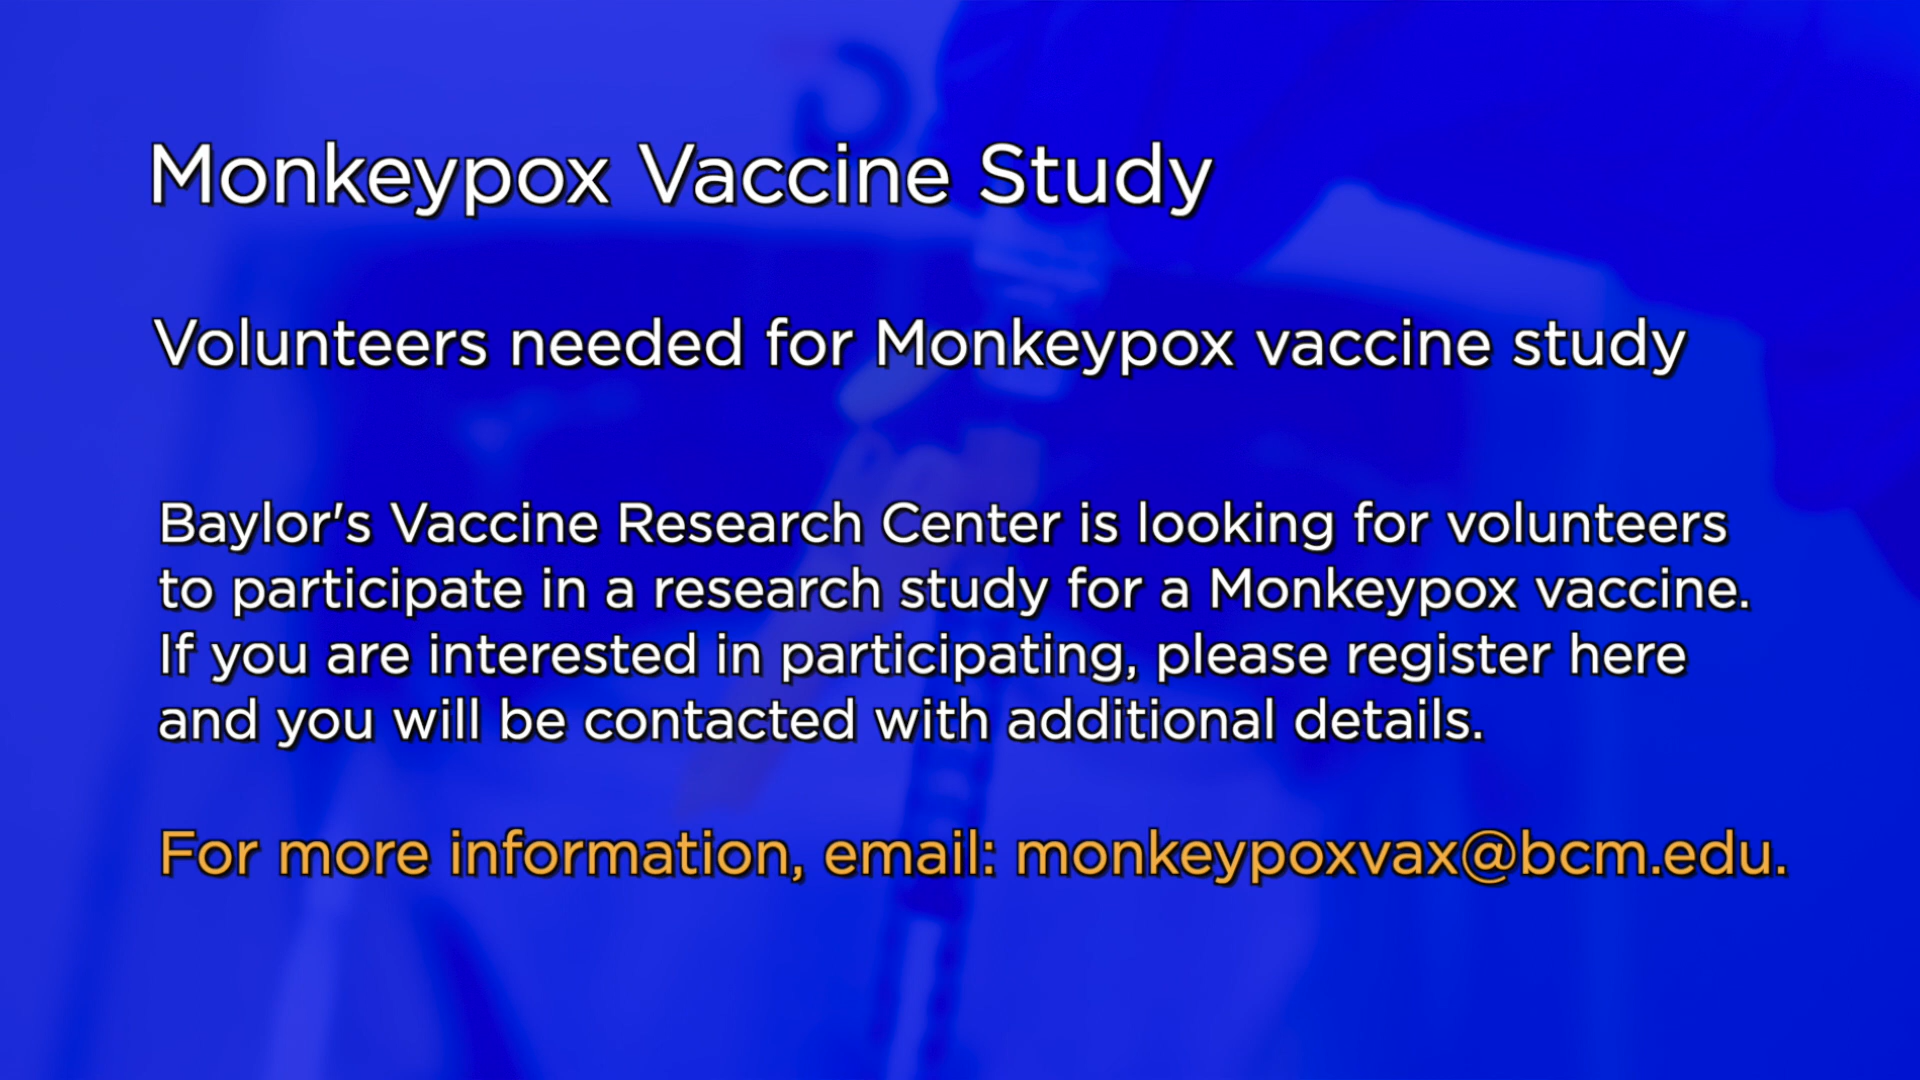 Monkeypox Vaccine Study
Volunteers needed for Monkeypox vaccine study
Baylor's Vaccine Research Center is looking for volunteers
to participate in a research study for a Monkeypox vaccine.
If you are interested in participating, please register here
and you will be contacted with additional details.
For more information, email: monkeypoxvax@bcm.edu.